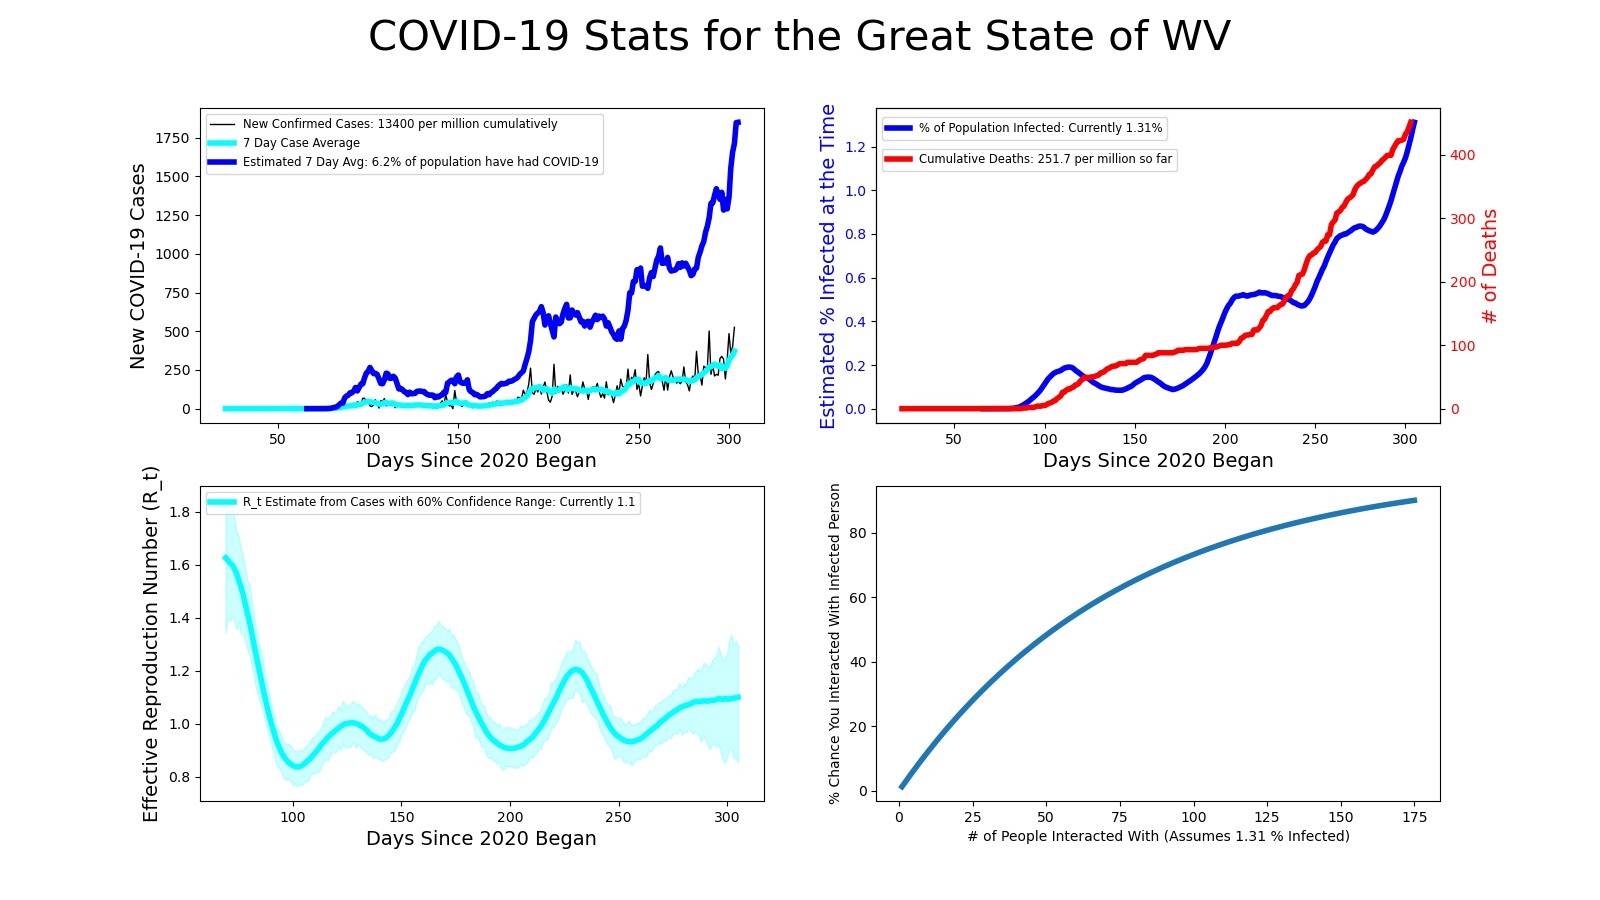 COVID-19 Stats for the Great State of WV
New COVID-19 Cases
1750
1500
1250
1000
750
500
250
0
New Confirmed Cases: 13400 per million cumulatively
7 Day Case Average
Estimated 7 Day Avg: 6.2% of population have had COVID-19
50 100 150 200 250 300
Days Since 2020 Began
Estimated % Infected at the Time
1.2
1.0
0.8
0.6
0.4
0.2
0.0
% of Population Infected: Currently 1.31%
Cumulative Deaths: 251.7 per million so far
400
300
200
100
0
# of Deaths
50 100 150 200 250 300
Days Since 2020 Began
Effective Reproduction Number (R_t)
1.8
1.6
1.4
1.2
1.0
0.8
R_t Estimate from Cases with 60% Confidence Range: Currently 1.1
100 150 200 250 300
Days Since 2020 Began
% Chance You Interacted With Infected Person
80
60
40
20
0
0 25 50 75 100 125 150 175
# of People Interacted With (Assumes 1.31 % Infected)